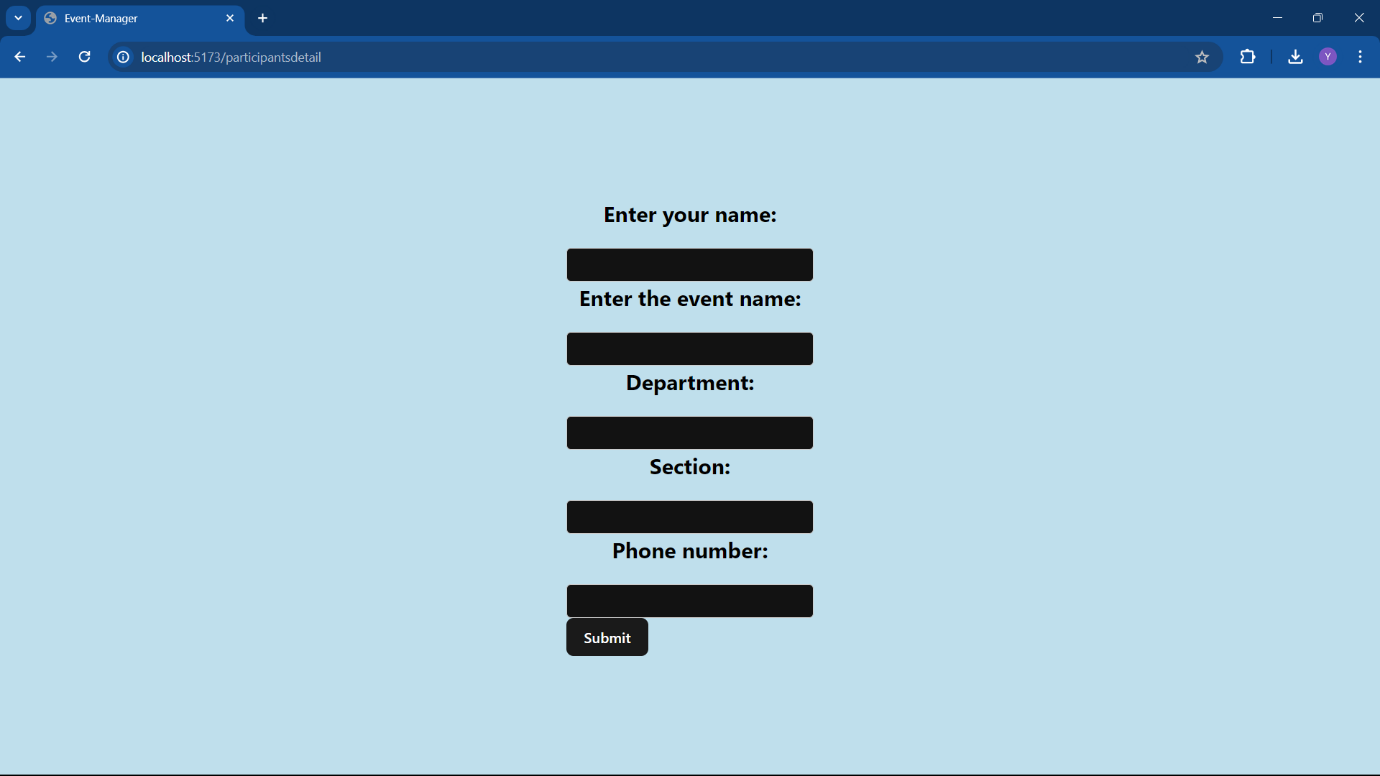 Event-Manager
localhost:5173/participantsdetail
Y
Enter your name:
Enter the event name:
Department:
Section:
Phone number:
Submit